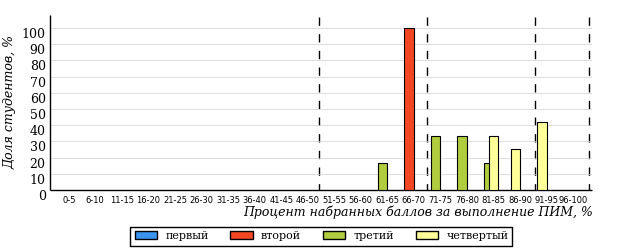 Доля студентов, %
100
90
80
70
60
50
40
30
20
10
0
0-5 6-10 11-15 16-20 21-25 26-30 31-35 36-40 41-45 46-50 51-55 56-60 61-65 66-70 71-75 76-80 81-85 86-90 91-95 96-100
Процент набранных баллов за выполнение ПИМ, %
первый второй третий четвертый